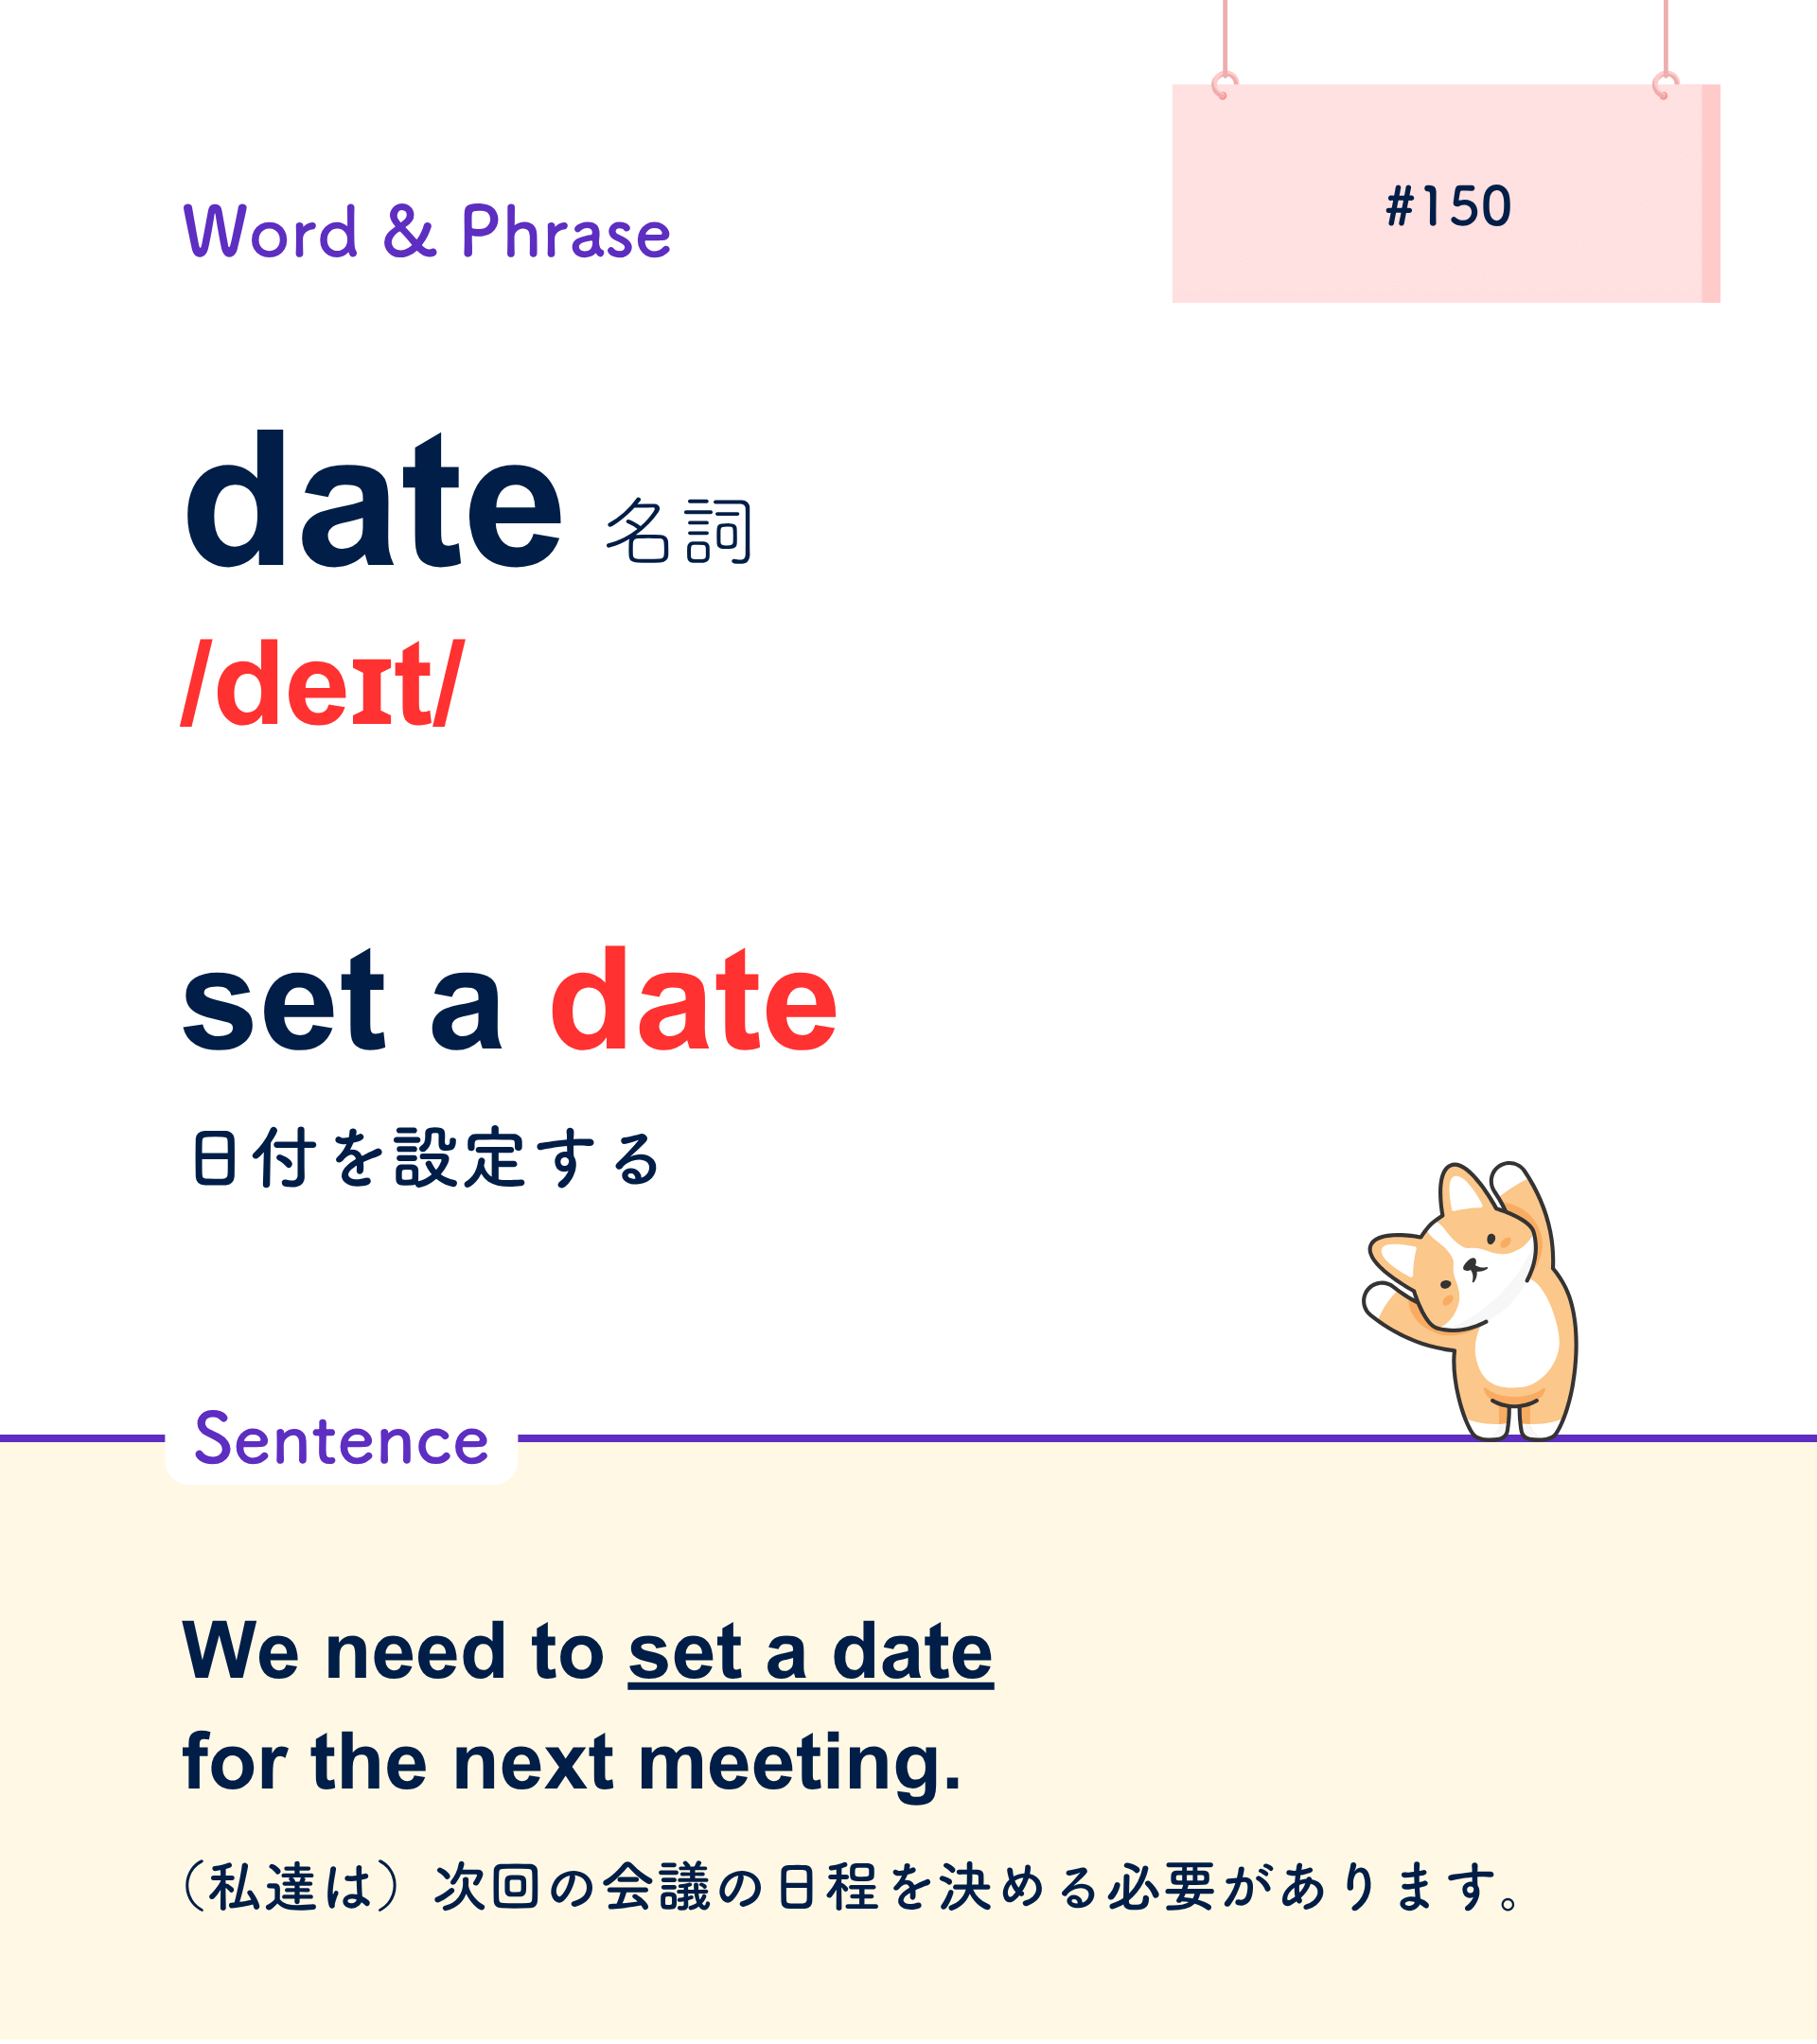 #150
Word & Phrase
date 名詞
/deɪt/
set a date
日付を設定する
Sentence
We need to set a date
for the next meeting.
（私達は）次回の会議の日程を決める必要があります。